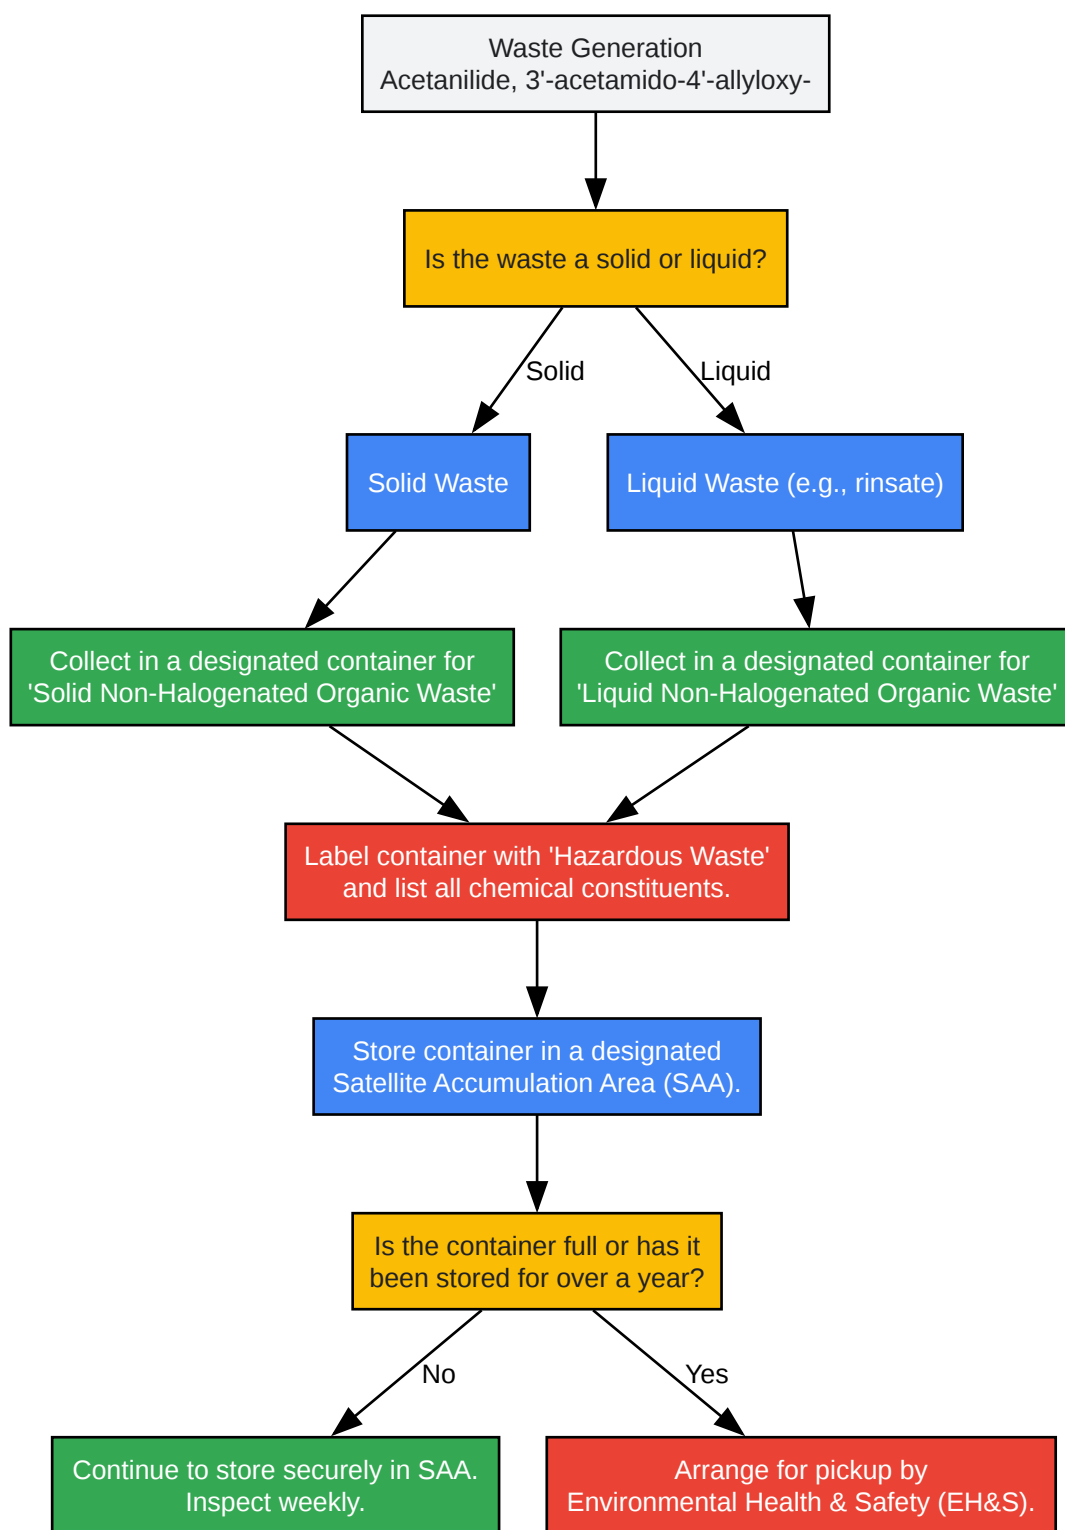 Waste Generation
Acetanilide, 3'-acetamido-4'-allyloxy-
Is the waste a solid or liquid?
Solid
Liquid
Solid Waste
Liquid Waste (e.g., rinsate)
Collect in a designated container for
'Solid Non-Halogenated Organic Waste'
Collect in a designated container for
'Liquid Non-Halogenated Organic Waste'
Label container with 'Hazardous Waste'
and list all chemical constituents.
Store container in a designated
Satellite Accumulation Area (SAA).
Is the container full or has it
been stored for over a year?
No
Yes
Continue to store securely in SAA.
Inspect weekly.
Arrange for pickup by
Environmental Health & Safety (EH&S).